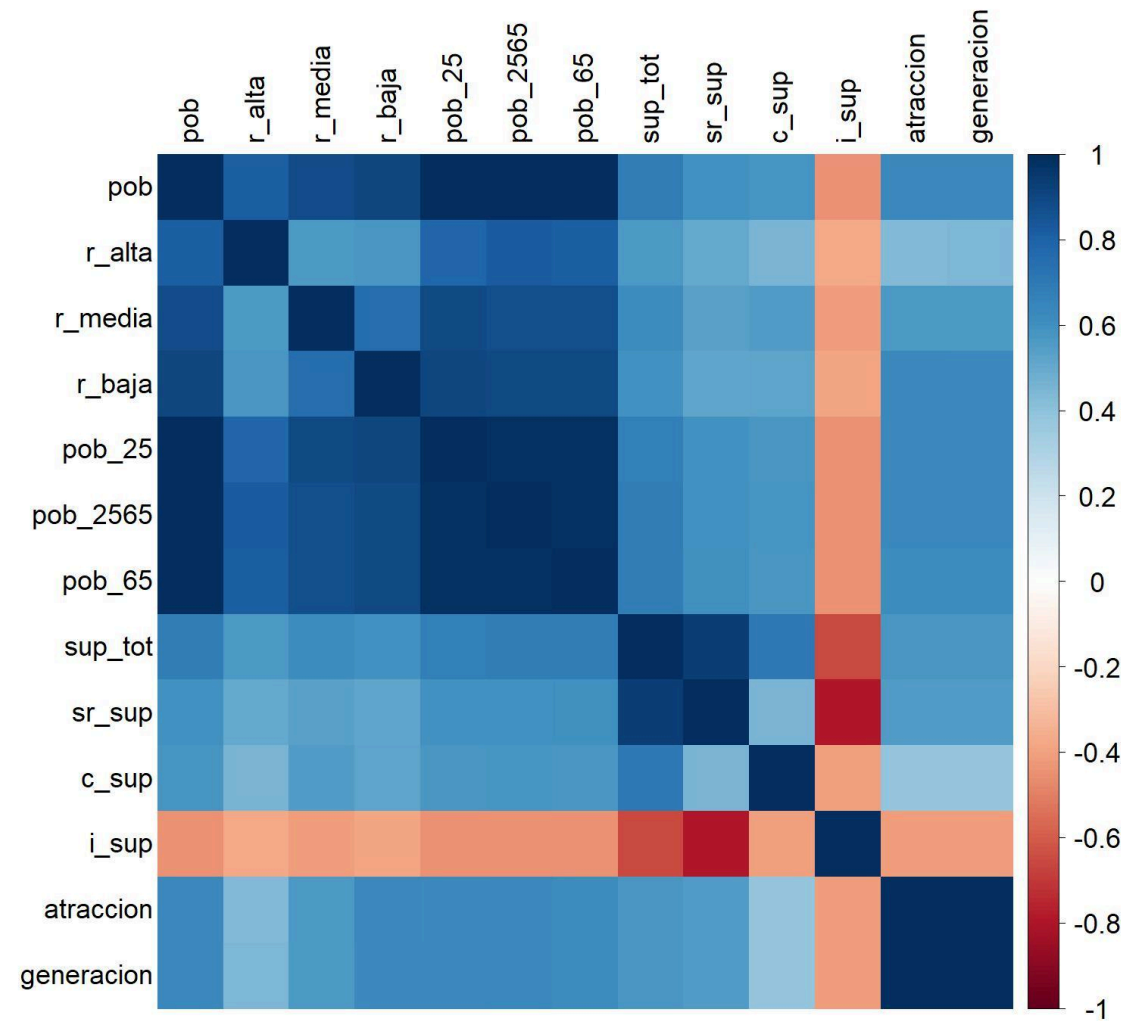 pob
r_alta
r_media
r_baja
pob_25
pob_2565
pob_65
sup_tot
sr_sup
c_sup
i_sup
atraccion
generacion
pob
r_alta
r_media
r_baja
pob_25
pob_2565
pob_65
sup_tot
sr_sup
c_sup
i_sup
atraccion
generacion
1
0.8
0.6
0.4
0.2
0
-0.2
-0.4
-0.6
-0.8
-1